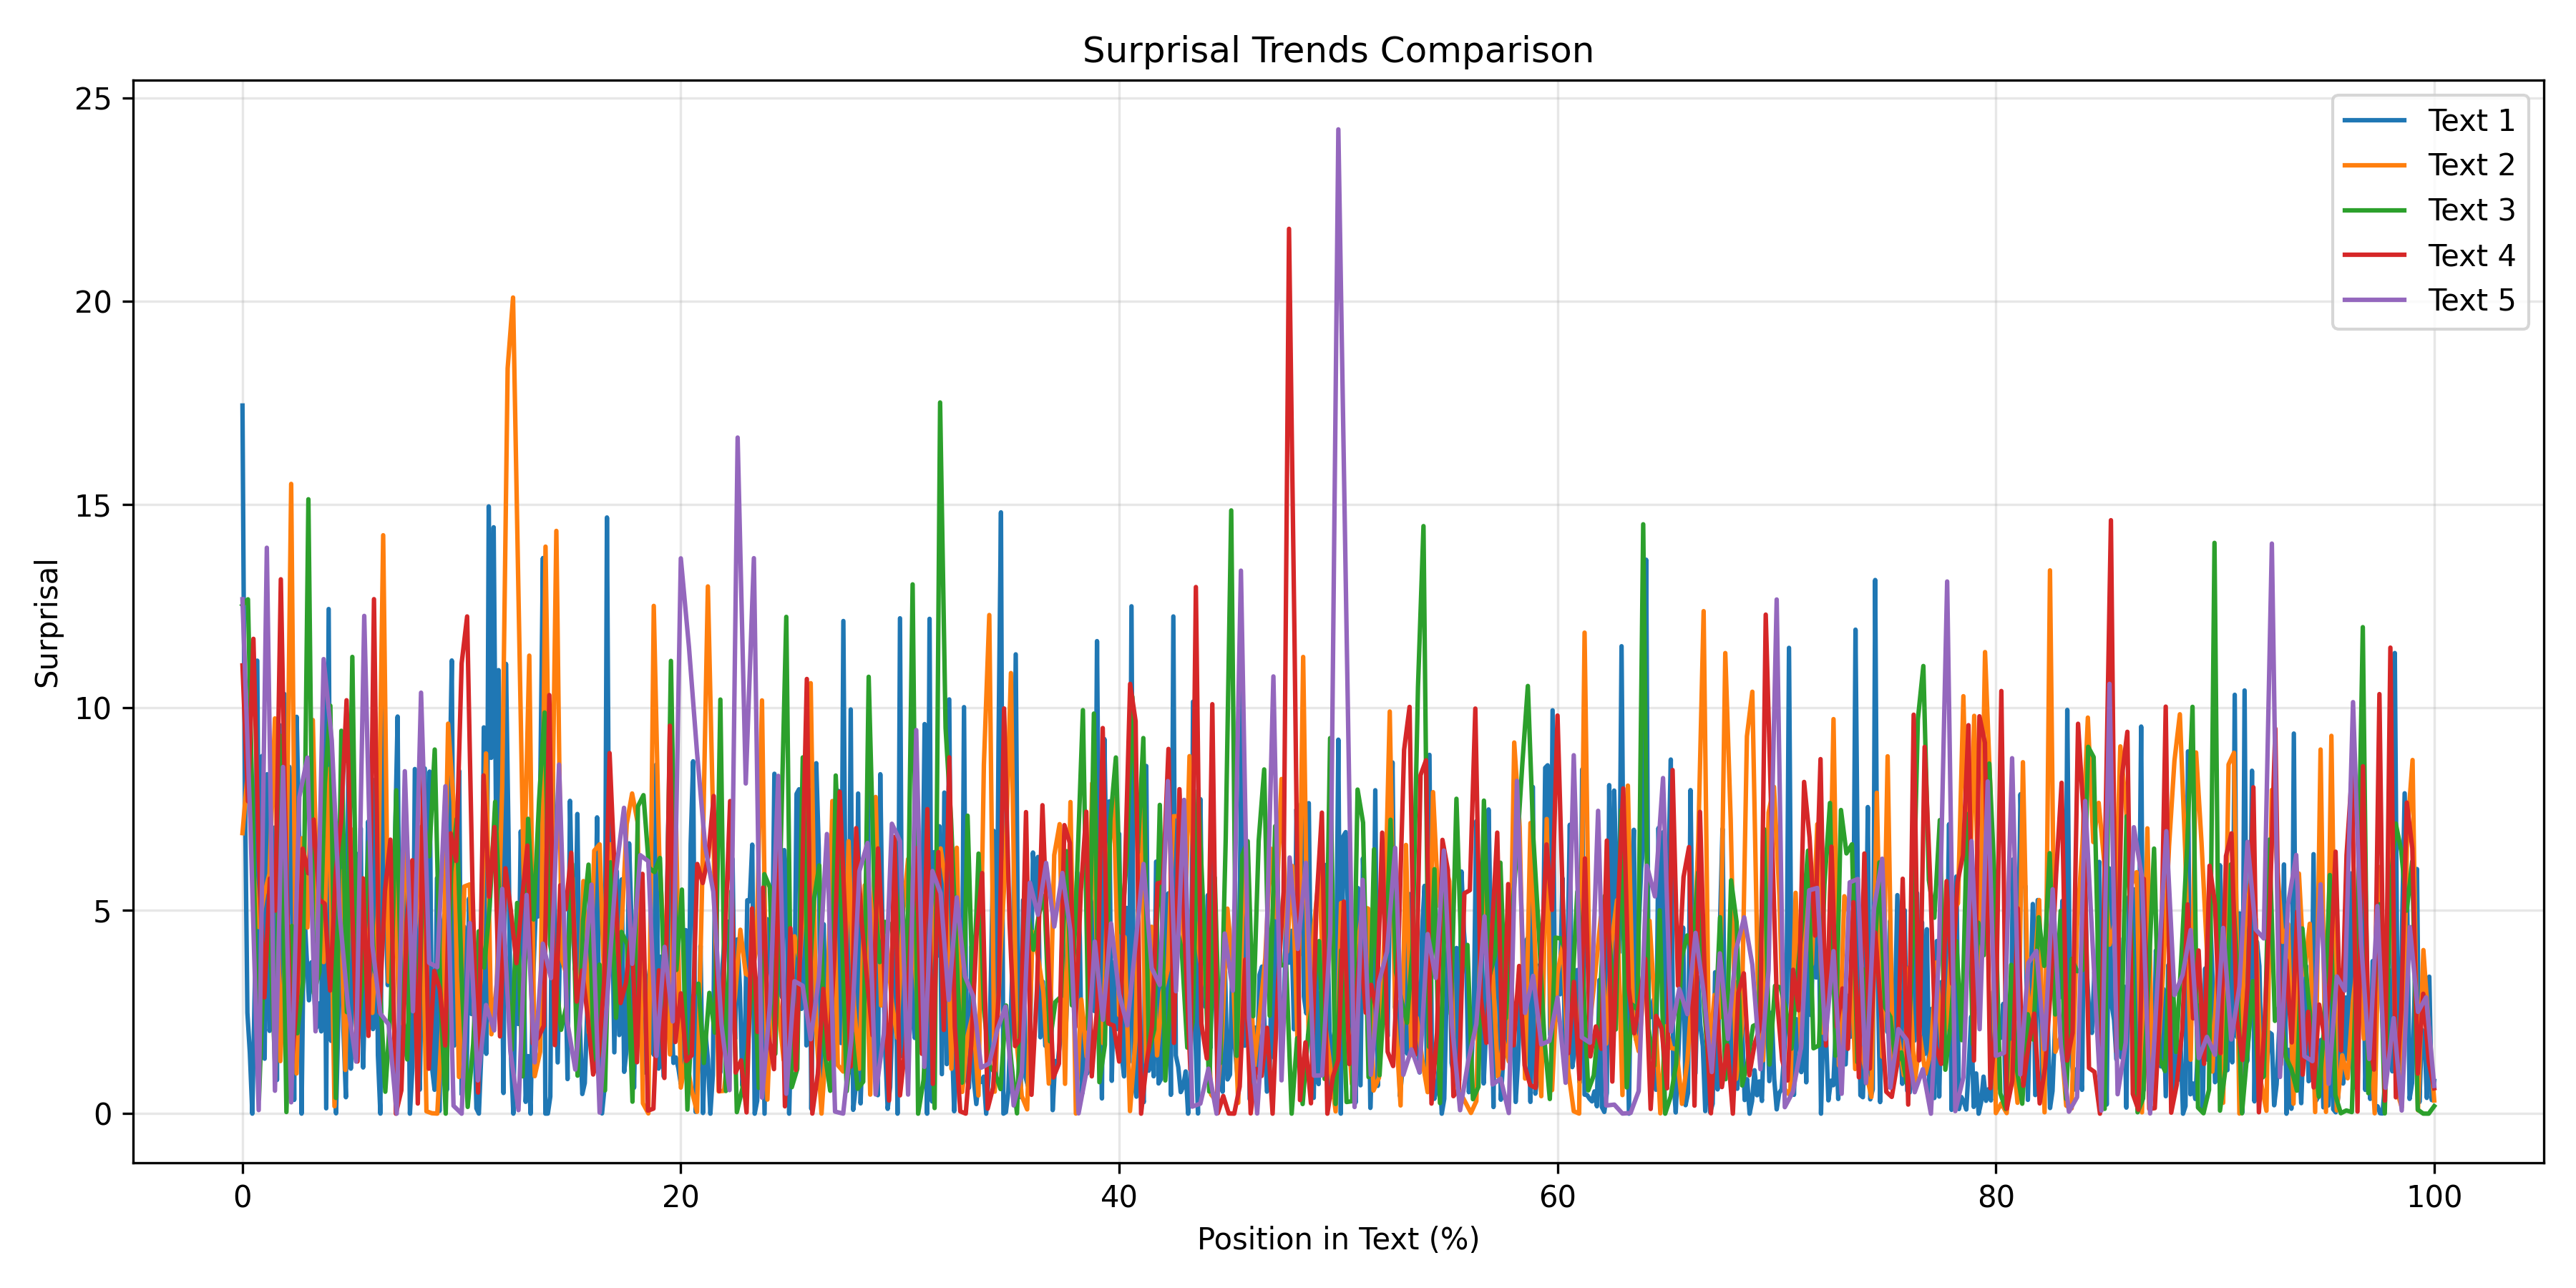 Surprisal Trends Comparison
25
20
15
10
5
0
Surprisal
Text 1
Text 2
Text 3
Text 4
Text 5
0 20 40 60 80 100
Position in Text (%)